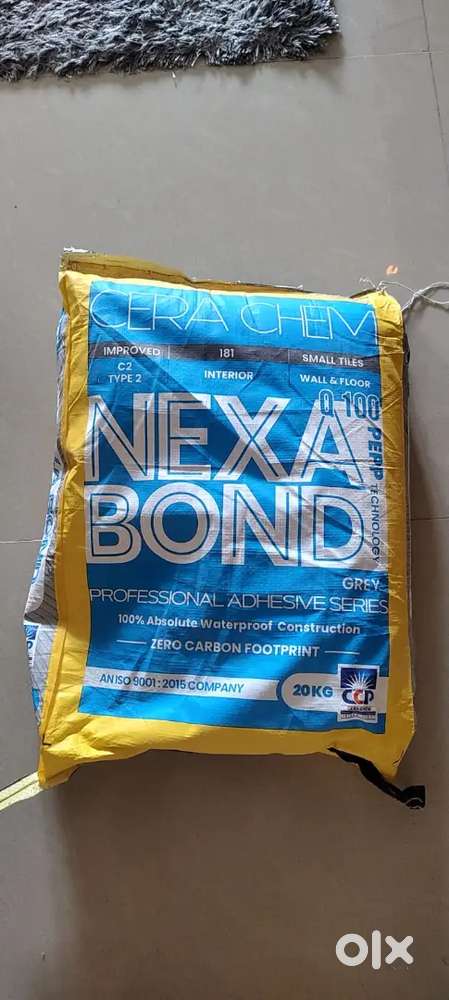 CERA CHEM
IMPROVED 181 SMALL TILES
C2 TYPE 2 INTERIOR WALL & FLOOR
Q 100
NEXA
BOND
PERP TECHNOLOGY
GREY
PROFESSIONAL ADHESIVE SERIES
100% Absolute Waterproof Construction
ZERO CARBON FOOTPRINT
AN ISO 9001 : 2015 COMPANY 20KG
CCP
olx